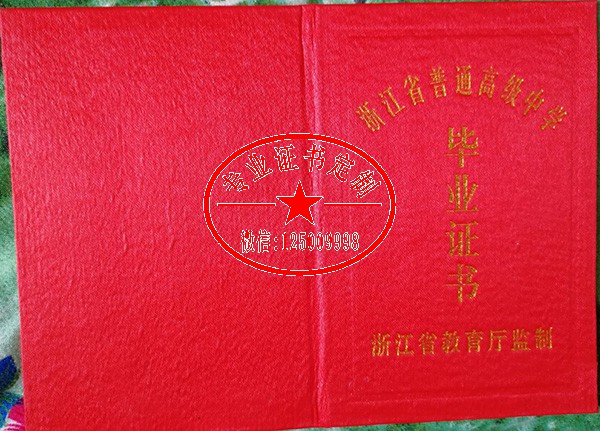 浙江省普通高级中学
毕业证书
浙江省教育厅监制
专业证书定制
微信:125009998